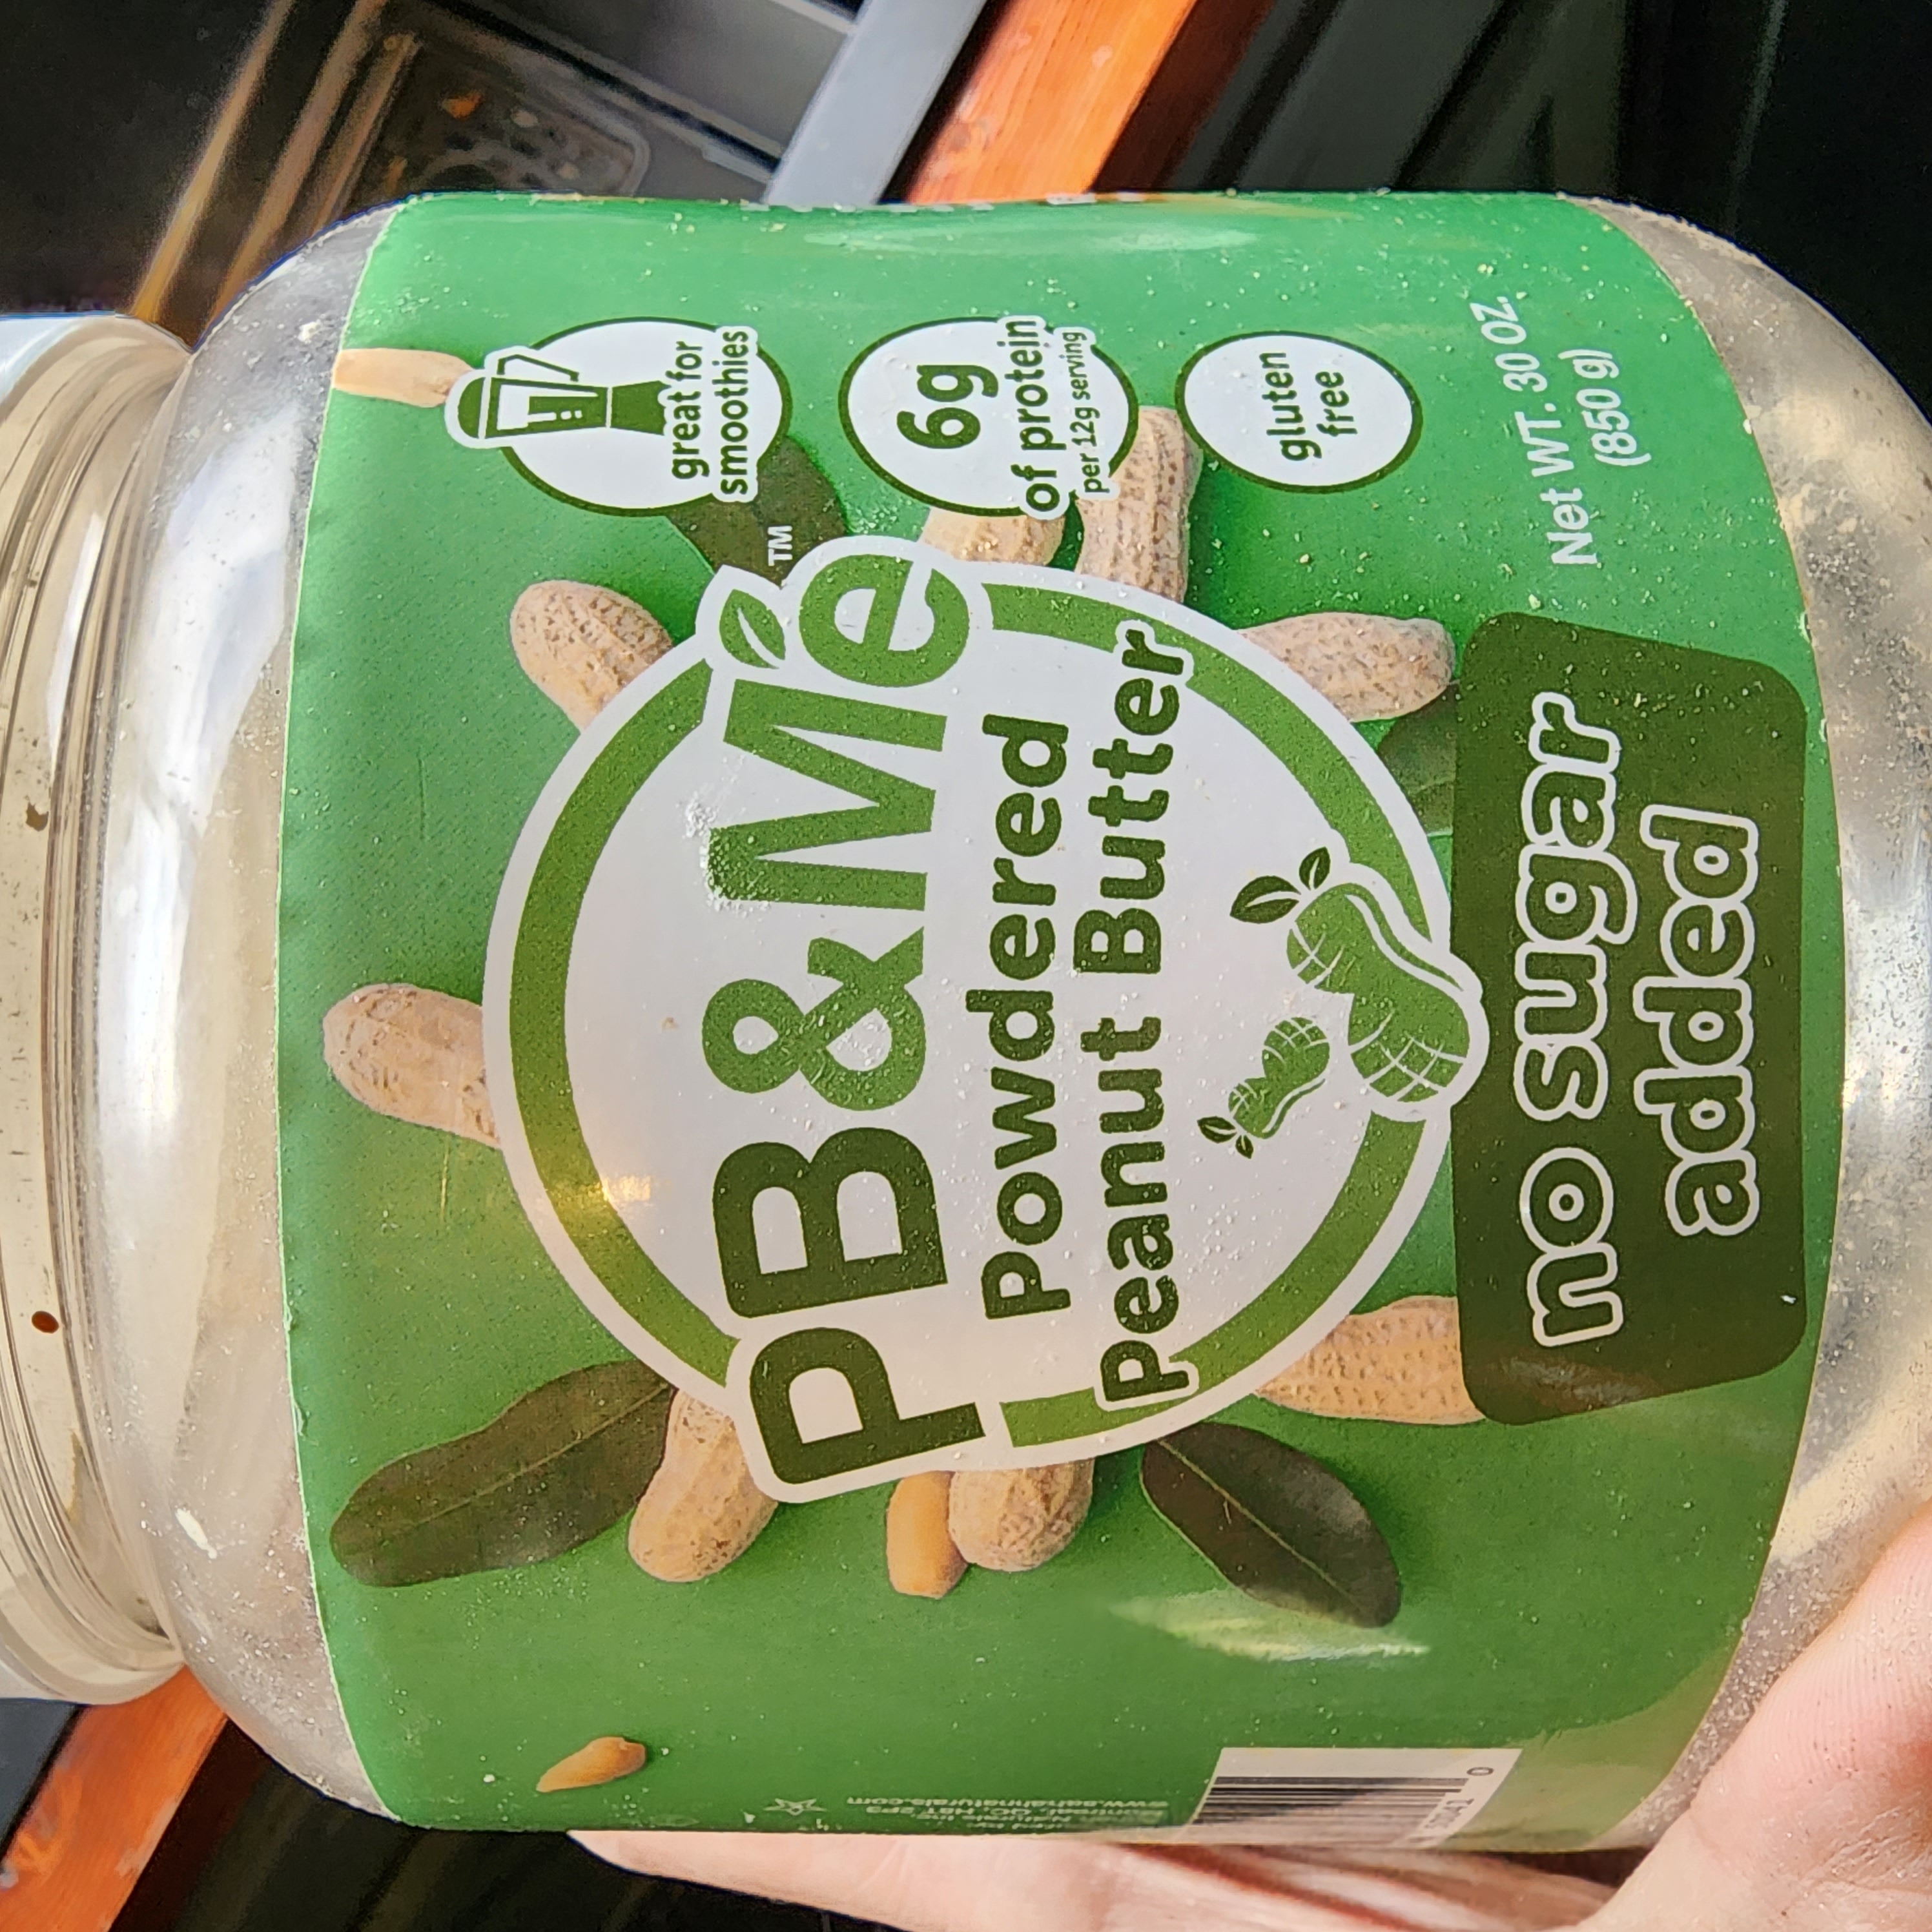 PB&Me™
Powdered
Peanut Butter
no sugar
added
great for
smoothies
6g
of protein
per 12g serving
gluten
free
Net WT. 30 OZ.
(850 g)
0